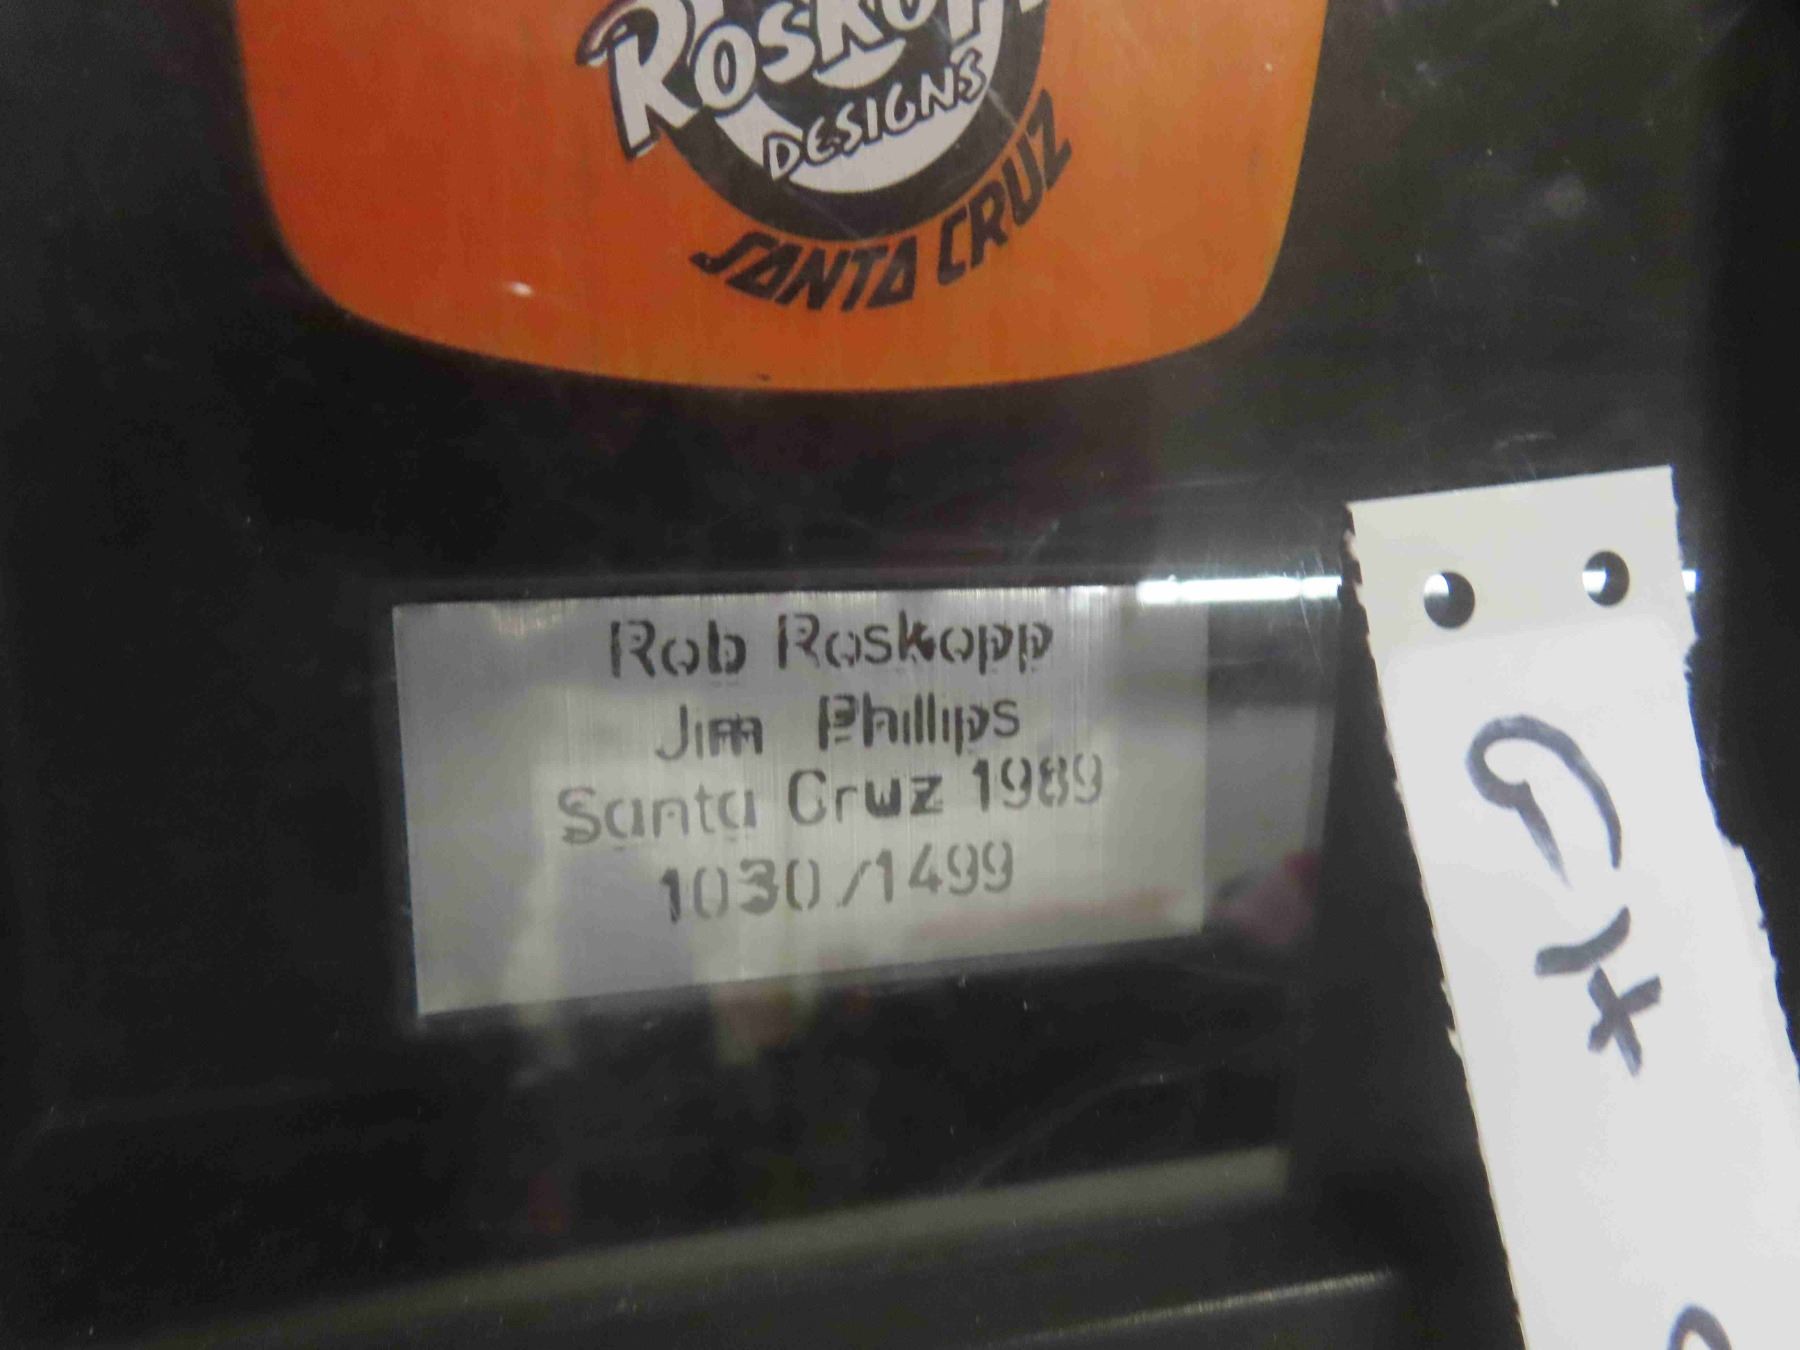 Roskopp
DESIGNS
SANTA CRUZ
Rob Roskopp
Jim Phillips
Santa Cruz 1989
1030/1499